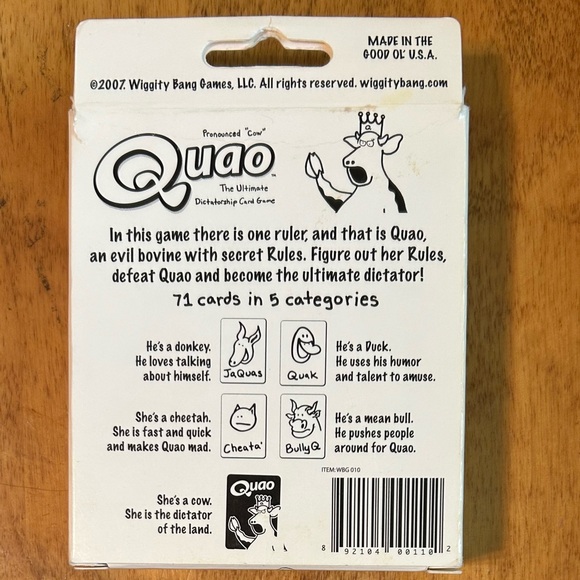 MADE IN THE
GOOD OL' U.S.A.
©2007. Wiggity Bang Games, LLC. All rights reserved. wiggitybang.com
Pronounced "Cow"
Quao™
The Ultimate
Dictatorship Card Game
Q
In this game there is one ruler, and that is Quao,
an evil bovine with secret Rules. Figure out her Rules,
defeat Quao and become the ultimate dictator!
71 cards in 5 categories
He's a donkey.
He loves talking
about himself.
JaQuas
Quak
He's a Duck.
He uses his humor
and talent to amuse.
She's a cheetah.
She is fast and quick
and makes Quao mad.
Cheata'
BullyQ
He's a mean bull.
He pushes people
around for Quao.
ITEM: WBG 010
She's a cow.
She is the dictator
of the land.
Quao
8 92104 00110 2